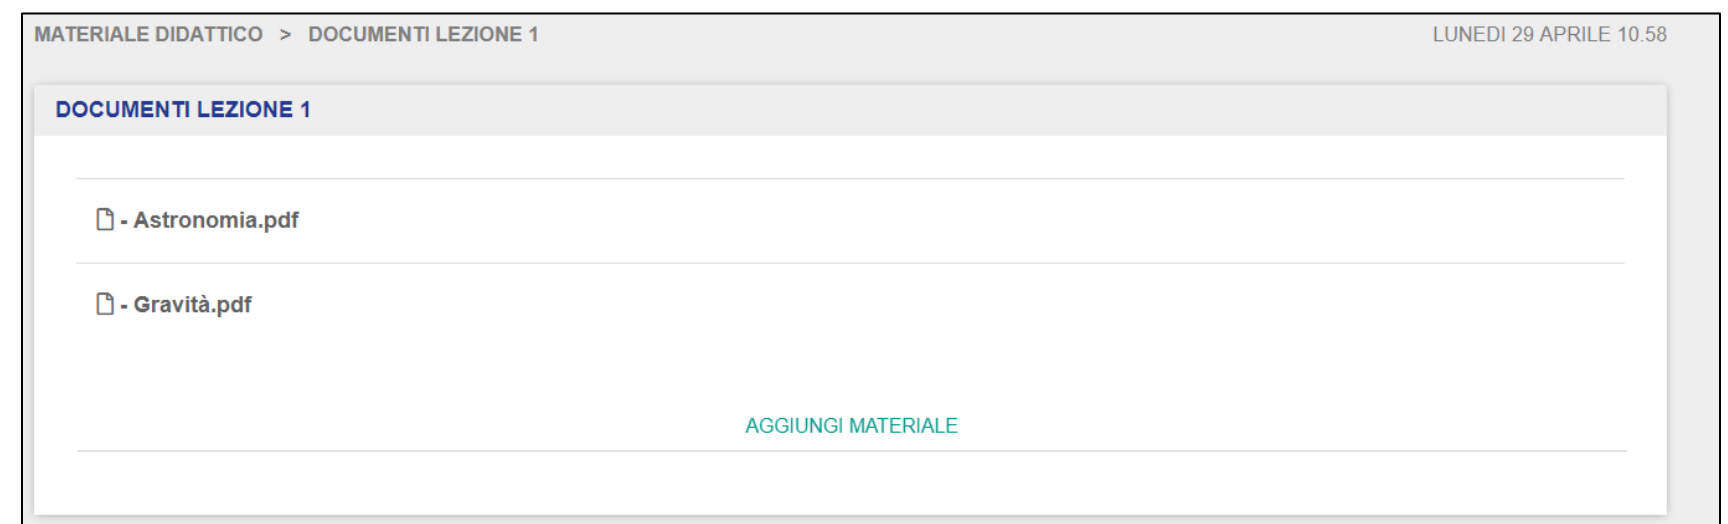 MATERIALE DIDATTICO > DOCUMENTI LEZIONE 1
LUNEDI 29 APRILE 10.58
DOCUMENTI LEZIONE 1
- Astronomia.pdf
- Gravità.pdf
AGGIUNGI MATERIALE